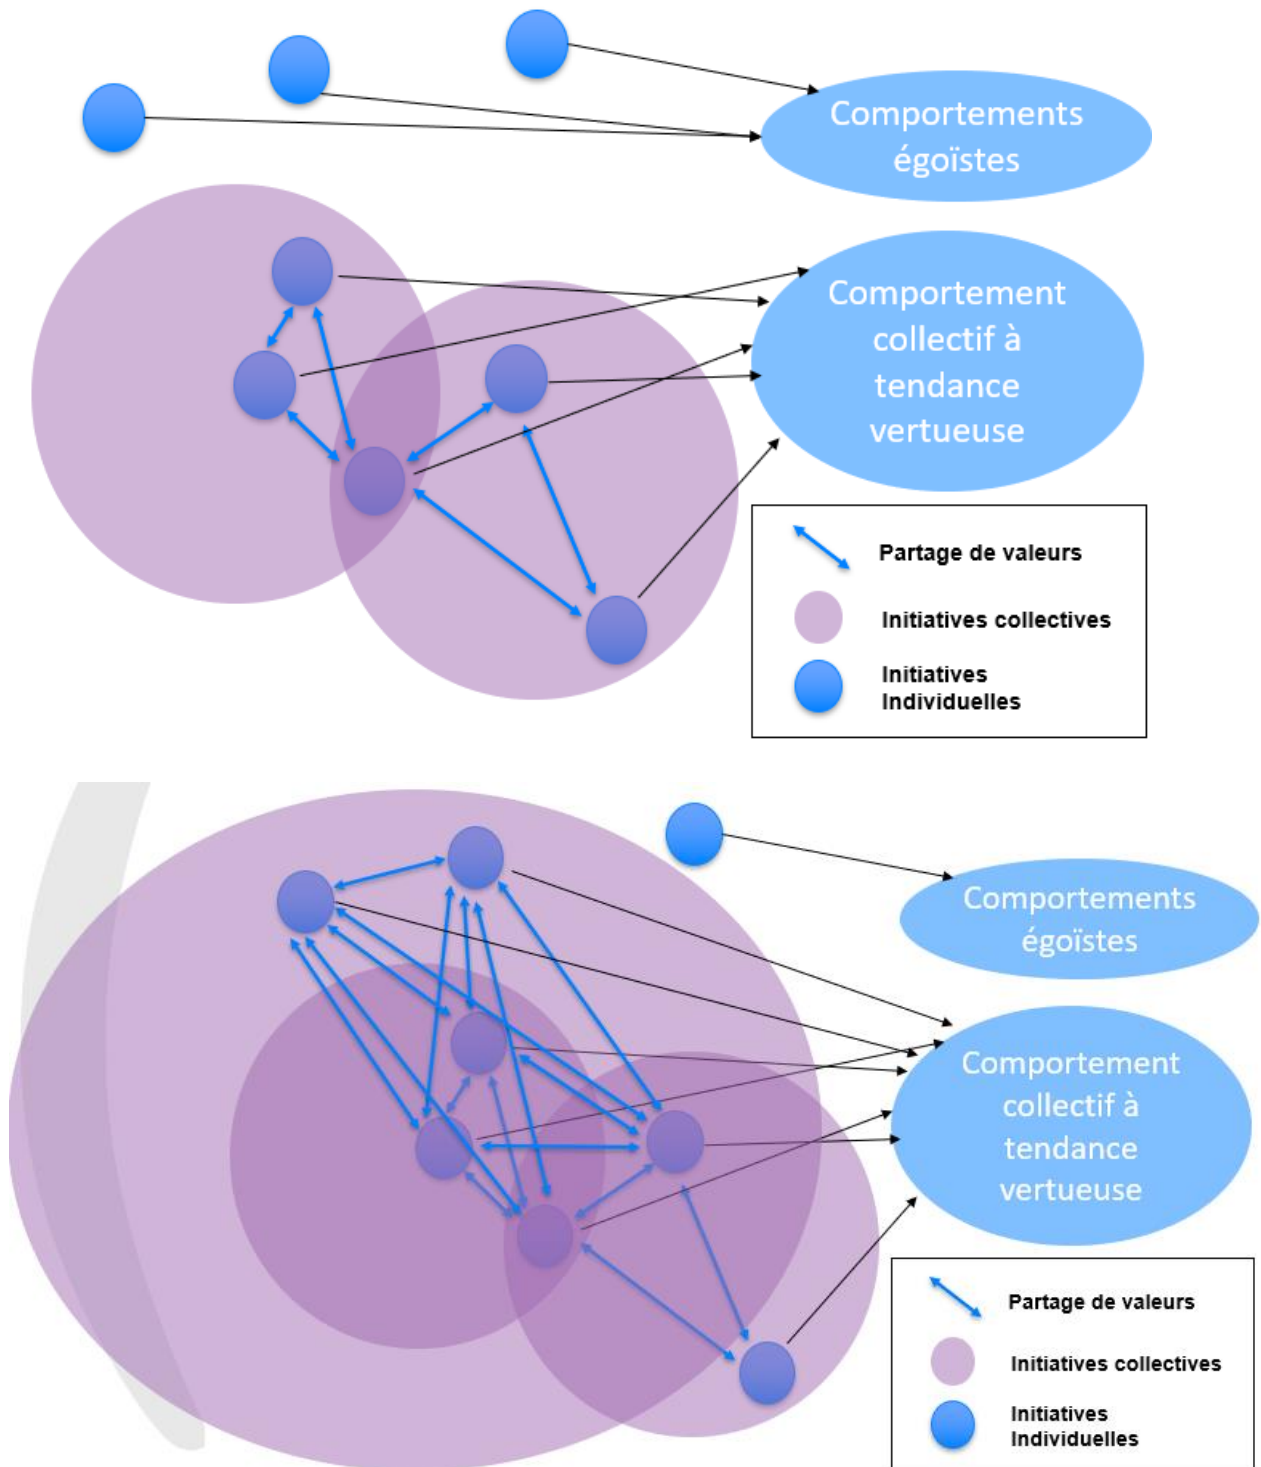 Comportements
égoïstes
Comportement
collectif à
tendance
vertueuse
Partage de valeurs
Initiatives collectives
Initiatives
Individuelles
Comportements
égoïstes
Comportement
collectif à
tendance
vertueuse
Partage de valeurs
Initiatives collectives
Initiatives
Individuelles